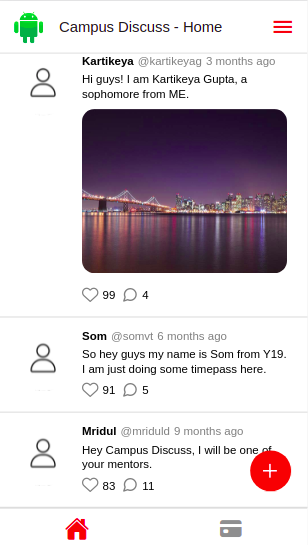 Campus Discuss - Home
Kartikeya @kartikeyag 3 months ago
Hi guys! I am Kartikeya Gupta, a
sophomore from ME.
99 4
Som @somvt 6 months ago
So hey guys my name is Som from Y19.
I am just doing some timepass here.
91 5
Mridul @mriduld 9 months ago
Hey Campus Discuss, I will be one of
your mentors.
83 11